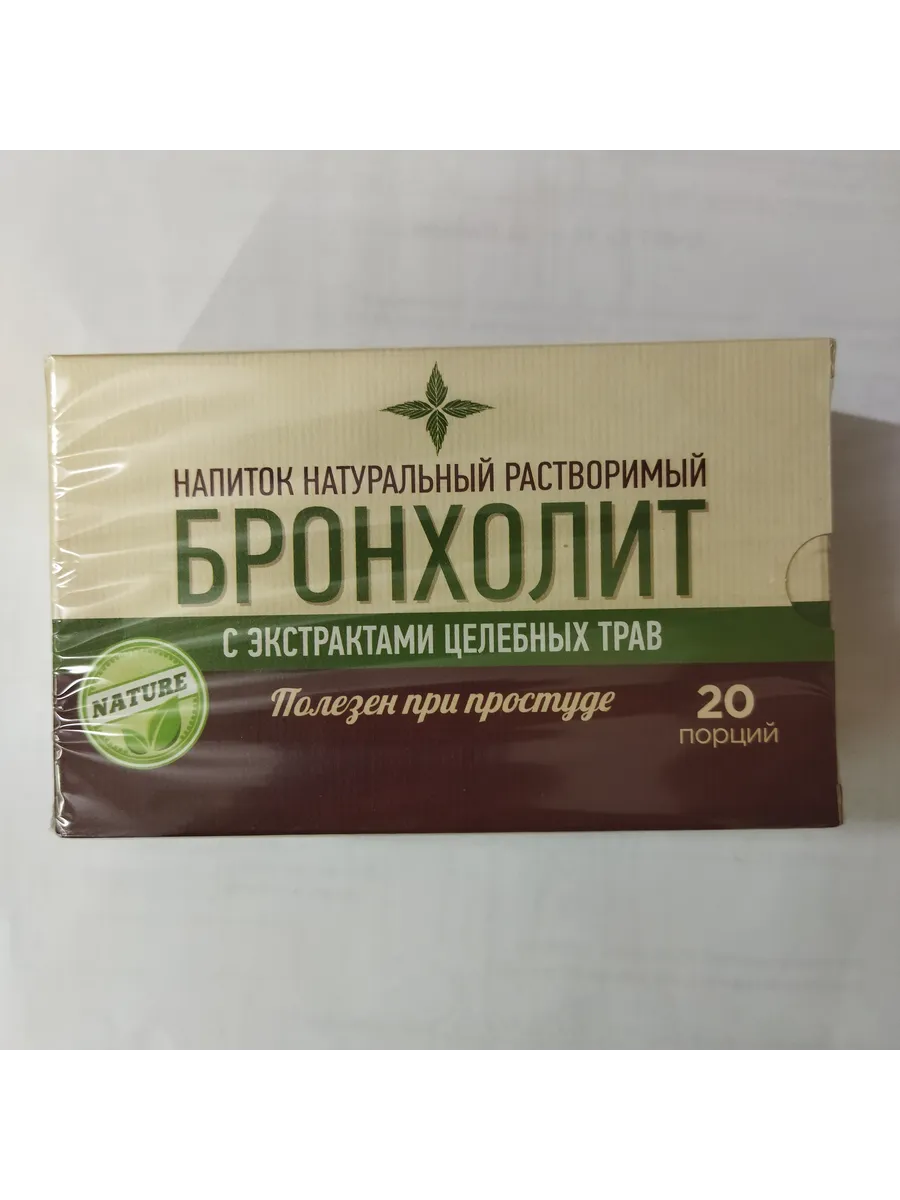 НАПИТОК НАТУРАЛЬНЫЙ РАСТВОРИМЫЙ
БРОНХОЛИТ
С ЭКСТРАКТАМИ ЦЕЛЕБНЫХ ТРАВ
NATURE
Полезен при простуде
20
порций